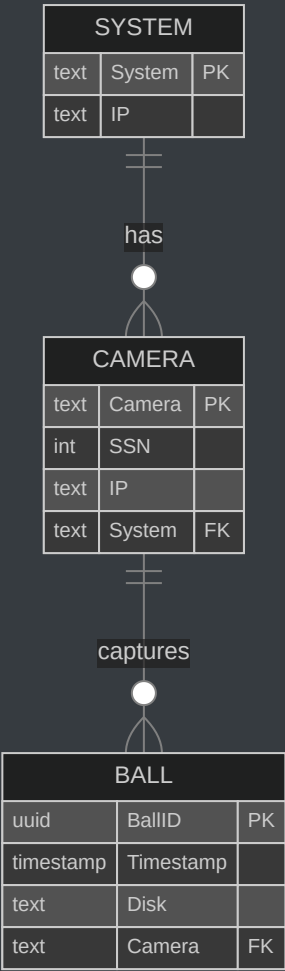 SYSTEM
text System PK
text IP
has
CAMERA
text Camera PK
int SSN
text IP
text System FK
captures
BALL
uuid BallID PK
timestamp Timestamp
text Disk
text Camera FK